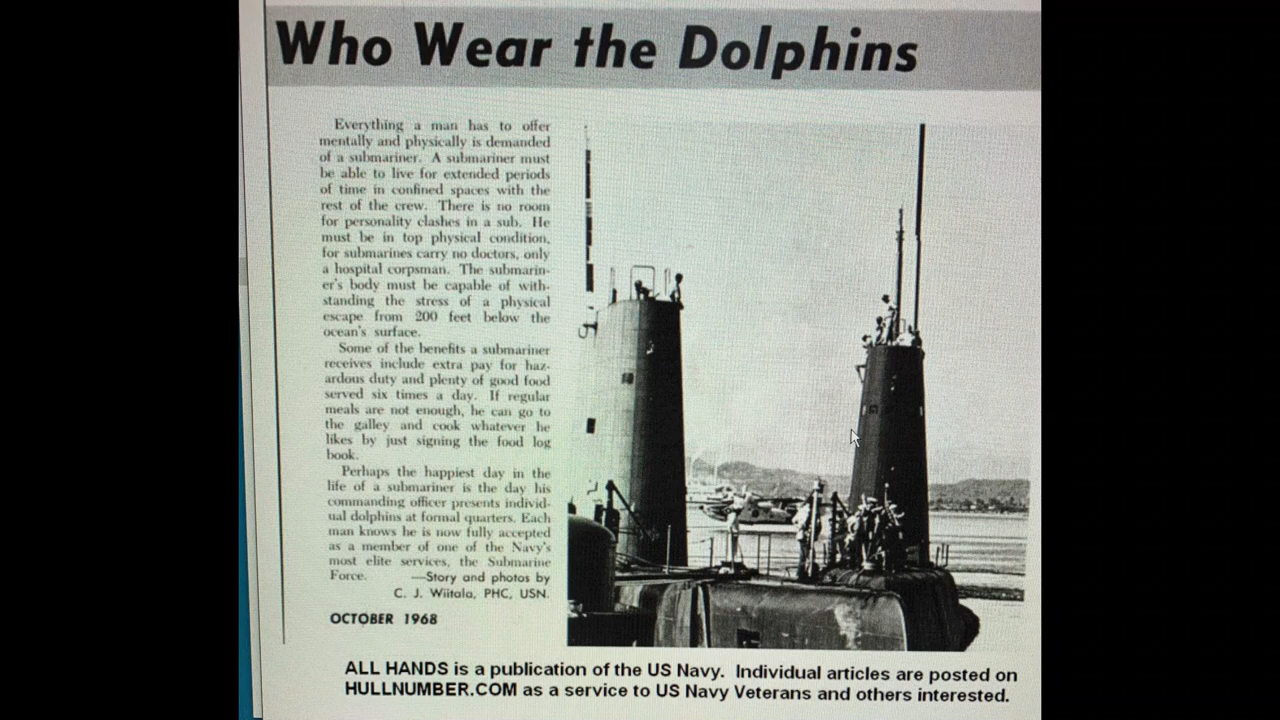 Who Wear the Dolphins
Everything a man has to offer
mentally and physically is demanded
of a submariner. A submariner must
be able to live for extended periods
of time in confined spaces with the
rest of the crew. There is no room
for personality clashes in a sub. He
must be in top physical condition,
for submarines carry no doctors, only
a hospital corpsman. The submarin-
er's body must be capable of with-
standing the stress of a physical
escape from 200 feet below the
ocean's surface.
Some of the benefits a submariner
receives include extra pay for haz-
ardous duty and plenty of good food
served six times a day. If regular
meals are not enough, he can go to
the galley and cook whatever he
likes by just signing the food log
book.
Perhaps the happiest day in the
life of a submariner is the day his
commanding officer presents individ-
ual dolphins at formal quarters. Each
man knows he is now fully accepted
as a member of one of the Navy's
most elite services, the Submarine
Force. —Story and photos by
C. J. Wiitala, PHC, USN.
OCTOBER 1968
ALL HANDS is a publication of the US Navy. Individual articles are posted on
HULLNUMBER.COM as a service to US Navy Veterans and others interested.